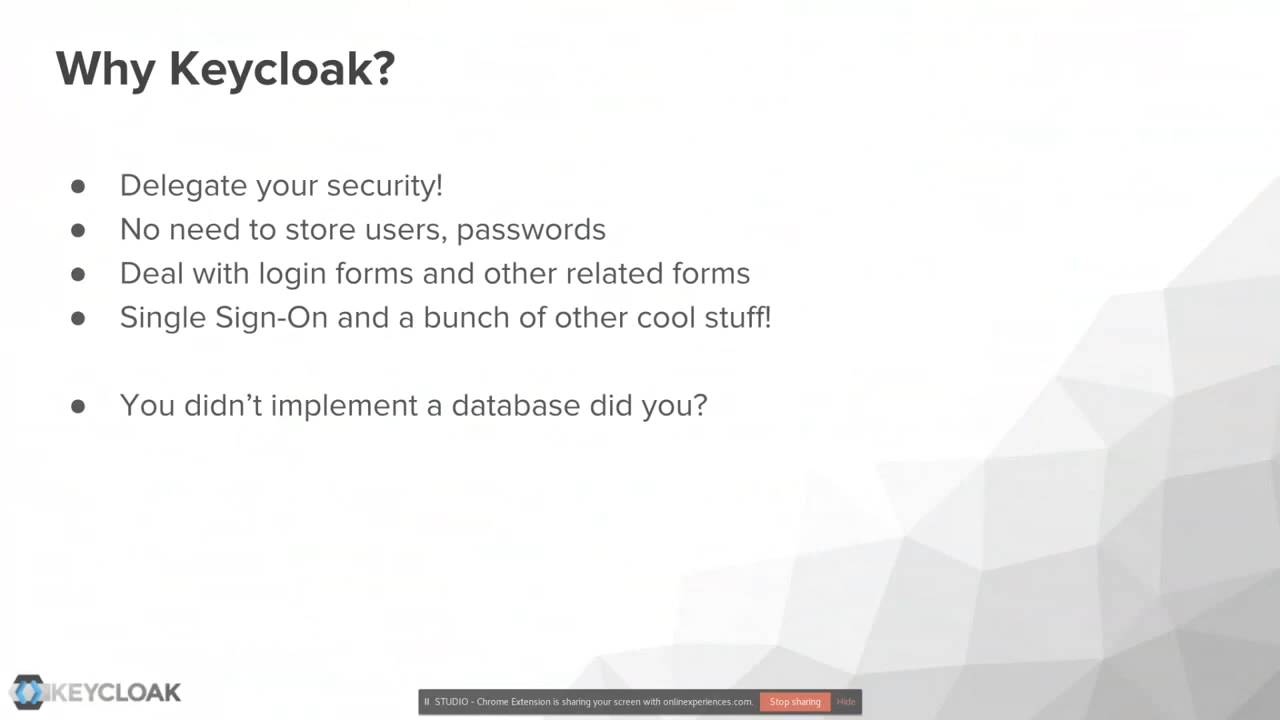 Why Keycloak?
● Delegate your security!
● No need to store users, passwords
● Deal with login forms and other related forms
● Single Sign-On and a bunch of other cool stuff!
● You didn’t implement a database did you?
KEYCLOAK
STUDIO - Chrome Extension is sharing your screen with onlinexperiences.com. Stop sharing Hide